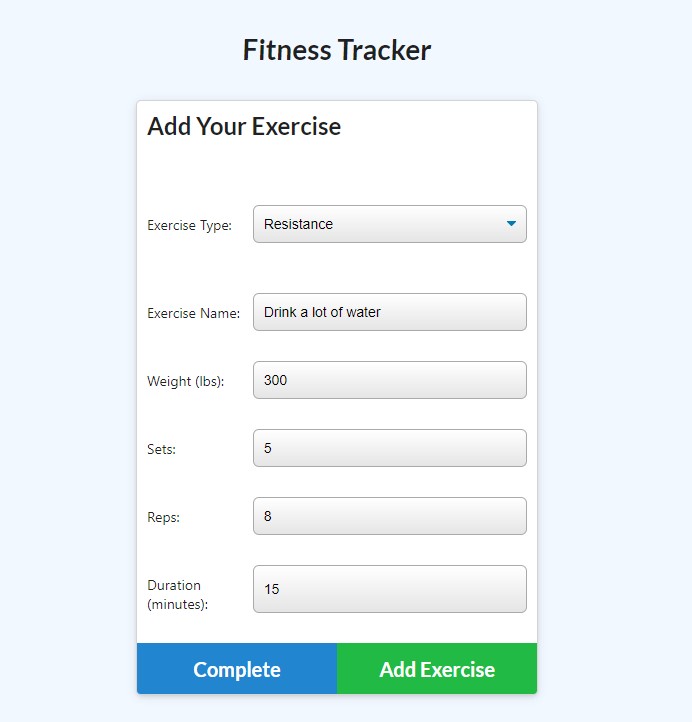 Fitness Tracker
Add Your Exercise
Exercise Type: Resistance
Exercise Name: Drink a lot of water
Weight (lbs): 300
Sets: 5
Reps: 8
Duration
(minutes): 15
Complete Add Exercise